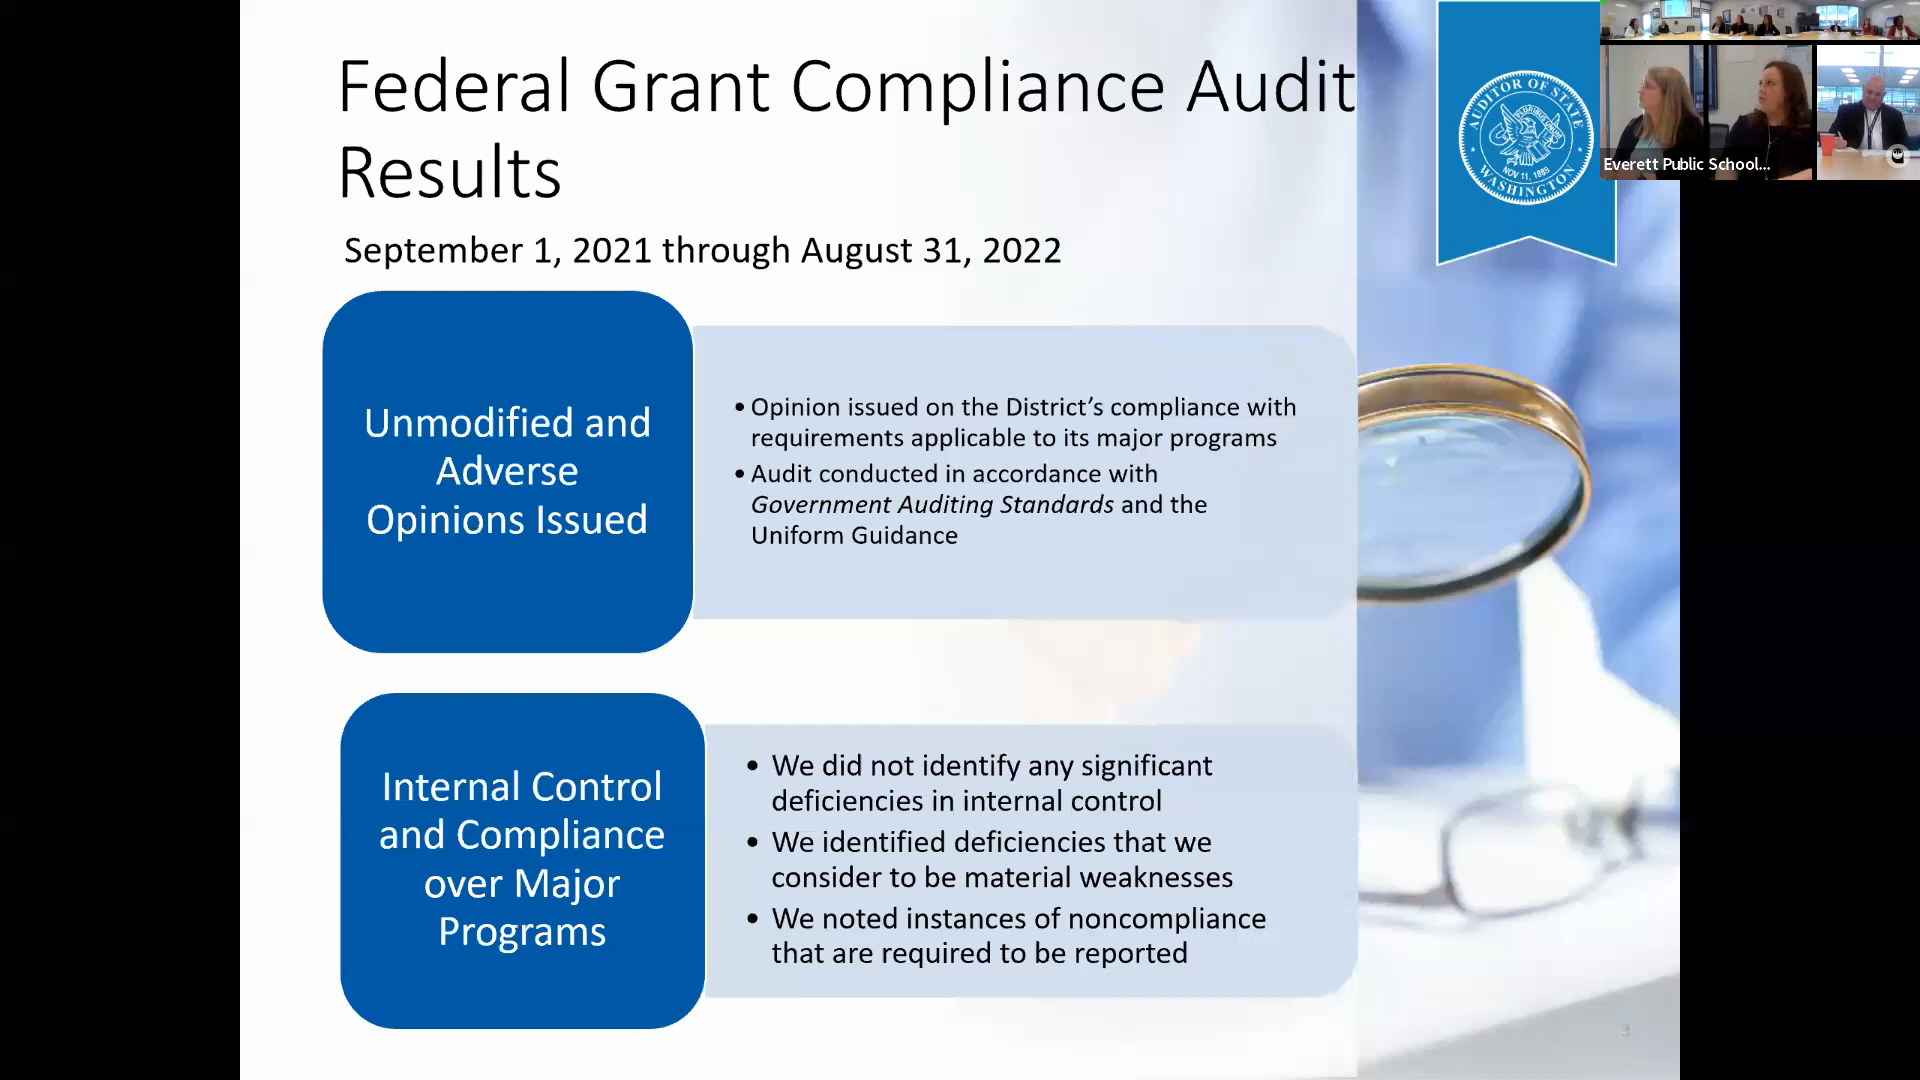 Federal Grant Compliance Audit
Results
September 1, 2021 through August 31, 2022
Unmodified and
Adverse
Opinions Issued
• Opinion issued on the District’s compliance with
requirements applicable to its major programs
• Audit conducted in accordance with
Government Auditing Standards and the
Uniform Guidance
Internal Control
and Compliance
over Major
Programs
• We did not identify any significant
deficiencies in internal control
• We identified deficiencies that we
consider to be material weaknesses
• We noted instances of noncompliance
that are required to be reported
AUDITOR OF STATE
NOV 11, 1889
WASHINGTON
Everett Public School...
3